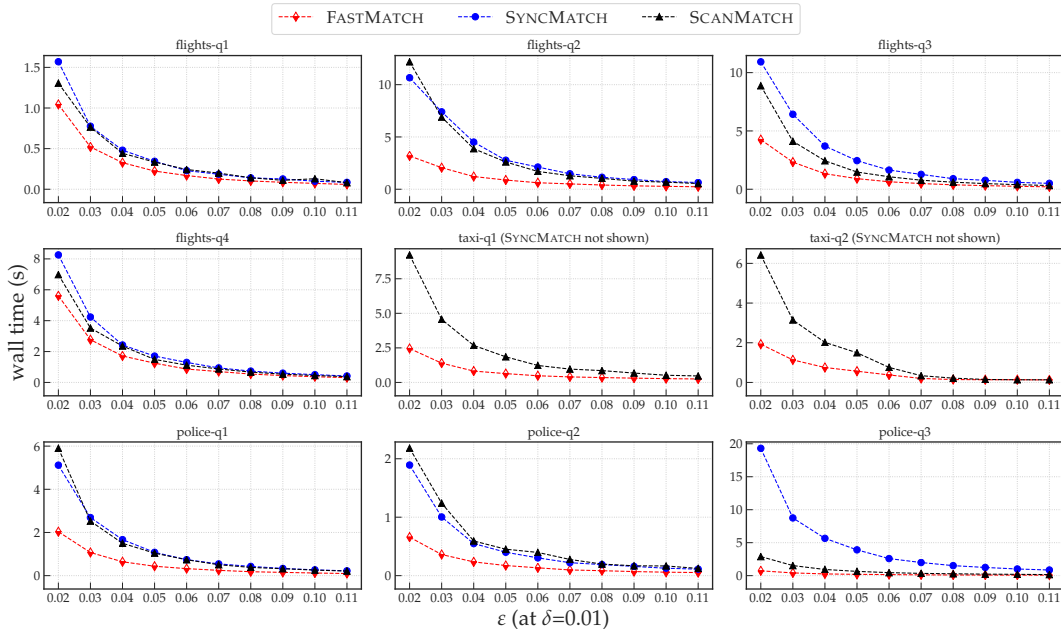 FASTMATCH SYNCMATCH SCANMATCH
flights-q1 flights-q2 flights-q3
1.5
1.0
0.5
0.0
0.02 0.03 0.04 0.05 0.06 0.07 0.08 0.09 0.10 0.11
10
5
0
0.02 0.03 0.04 0.05 0.06 0.07 0.08 0.09 0.10 0.11
10
5
0
0.02 0.03 0.04 0.05 0.06 0.07 0.08 0.09 0.10 0.11
wall time (s)
flights-q4 taxi-q1 (SYNCMATCH not shown) taxi-q2 (SYNCMATCH not shown)
8
6
4
2
0
0.02 0.03 0.04 0.05 0.06 0.07 0.08 0.09 0.10 0.11
7.5
5.0
2.5
0.0
0.02 0.03 0.04 0.05 0.06 0.07 0.08 0.09 0.10 0.11
6
4
2
0
0.02 0.03 0.04 0.05 0.06 0.07 0.08 0.09 0.10 0.11
police-q1 police-q2 police-q3
6
4
2
0
0.02 0.03 0.04 0.05 0.06 0.07 0.08 0.09 0.10 0.11
2
1
0
0.02 0.03 0.04 0.05 0.06 0.07 0.08 0.09 0.10 0.11
20
15
10
5
0
0.02 0.03 0.04 0.05 0.06 0.07 0.08 0.09 0.10 0.11
ε (at δ=0.01)